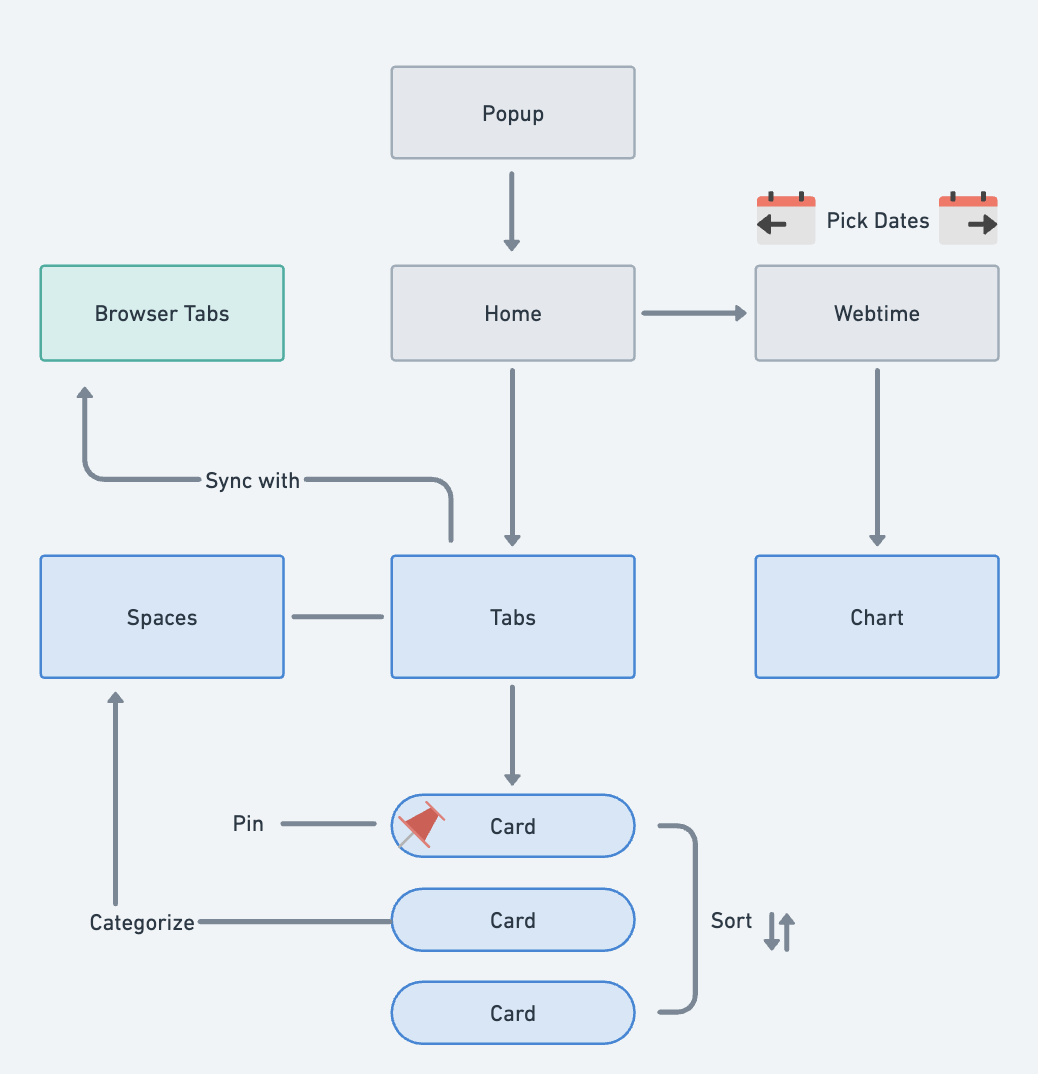 Popup
Pick Dates
Browser Tabs
Home
Webtime
Sync with
Spaces
Tabs
Chart
Pin
Card
Categorize
Card
Sort
Card